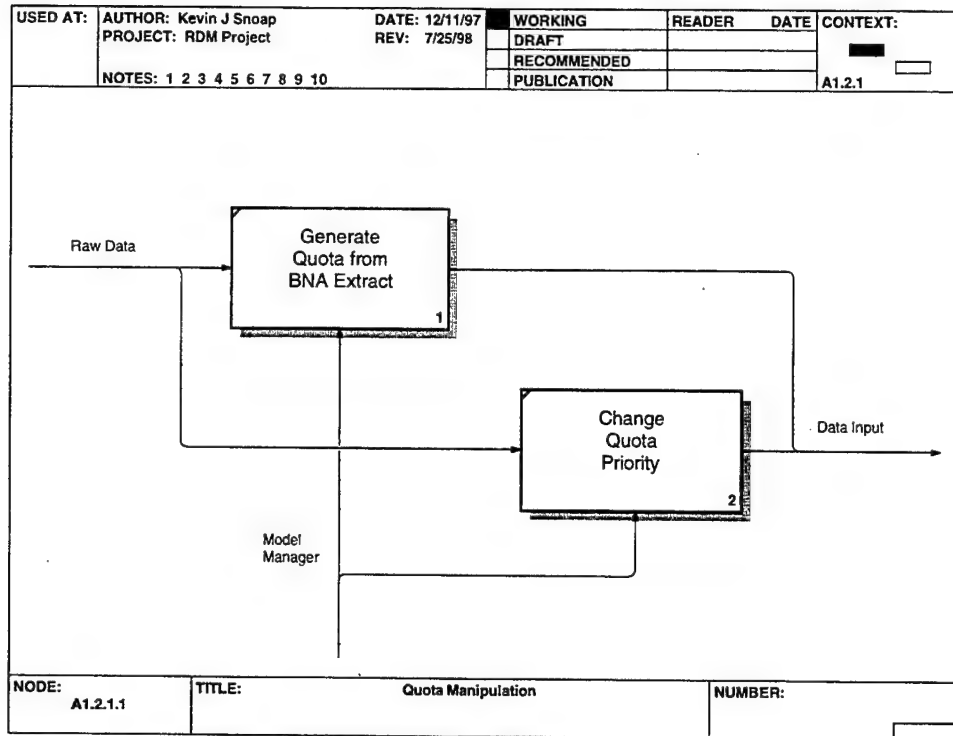 USED AT:
AUTHOR: Kevin J Snoap
DATE: 12/11/97
PROJECT: RDM Project
REV: 7/25/98
NOTES: 1 2 3 4 5 6 7 8 9 10
WORKING
DRAFT
RECOMMENDED
PUBLICATION
READER DATE
CONTEXT:
A1.2.1
Raw Data
Generate
Quota from
BNA Extract
1
Change
Quota
Priority
2
Data Input
Model
Manager
NODE:
A1.2.1.1
TITLE:
Quota Manipulation
NUMBER: